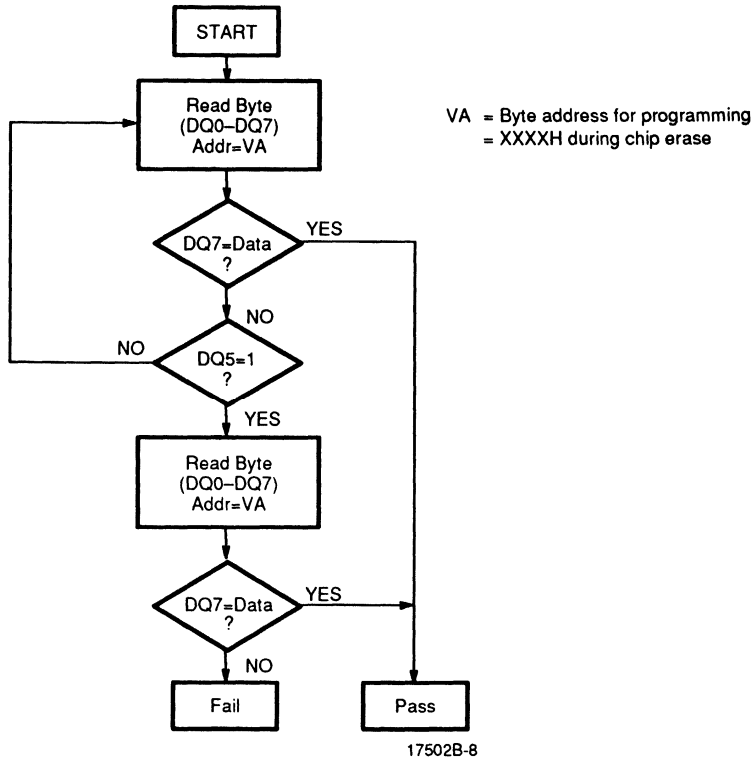 START
Read Byte
(DQ0–DQ7)
Addr=VA
VA = Byte address for programming
= XXXXH during chip erase
DQ7=Data
?
YES
NO
DQ5=1
?
NO
YES
Read Byte
(DQ0–DQ7)
Addr=VA
DQ7=Data
?
YES
NO
Fail
Pass
17502B-8